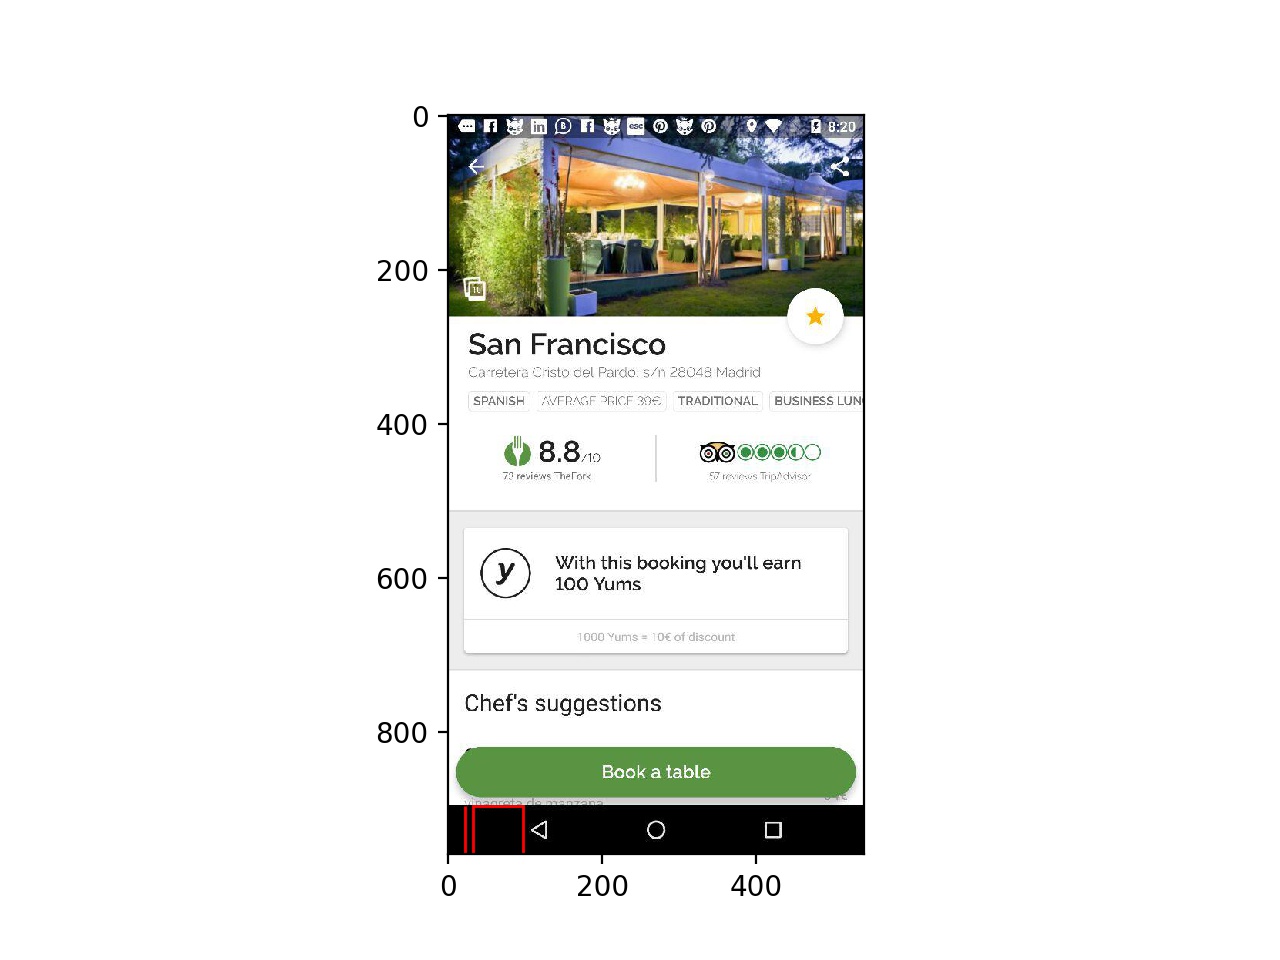 0
esc
8:20
200
San Francisco
Carretera Cristo del Pardo, s/n 28048 Madrid
SPANISH AVERAGE PRICE 39€ TRADITIONAL BUSINESS LUN
400
8.8/10
73 reviews TheFork
57 reviews TripAdvisor
600
y
With this booking you'll earn
100 Yums
1000 Yums = 10€ of discount
Chef's suggestions
800
Book a table
vinagreta de manzana
0 200 400